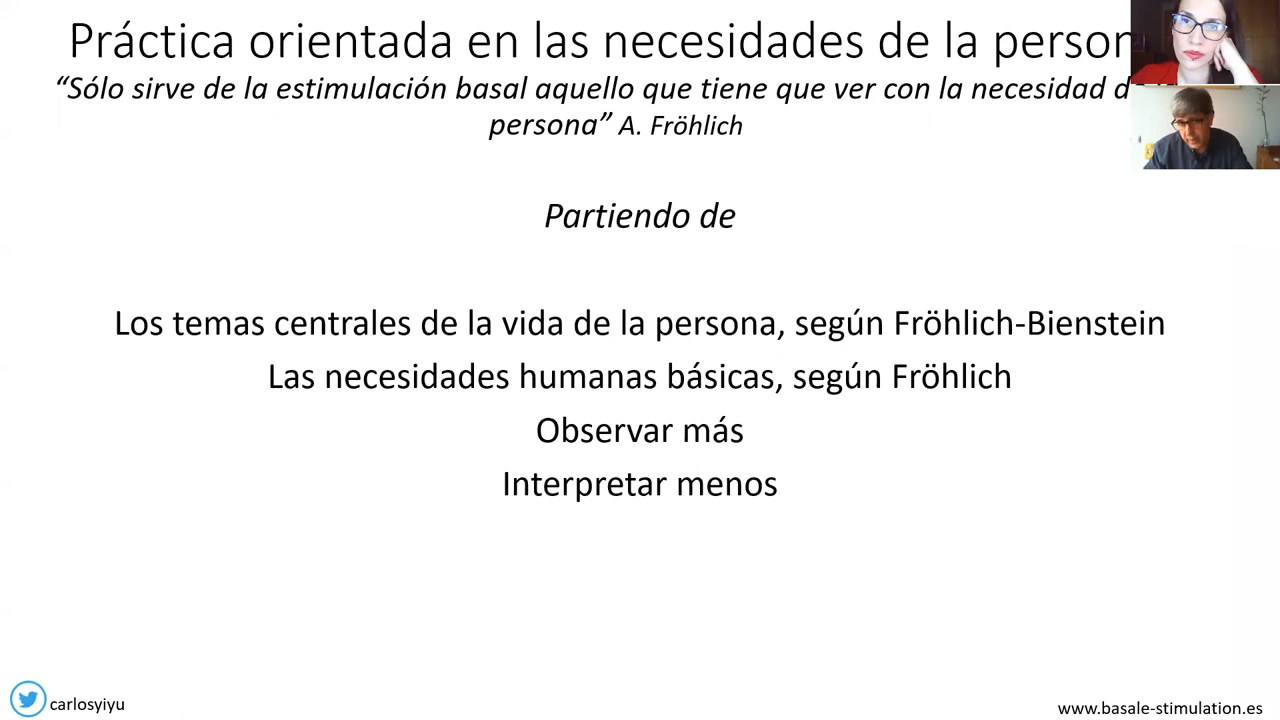 Práctica orientada en las necesidades de la person
“Sólo sirve de la estimulación basal aquello que tiene que ver con la necesidad d
persona” A. Fröhlich
Partiendo de
Los temas centrales de la vida de la persona, según Fröhlich-Bienstein
Las necesidades humanas básicas, según Fröhlich
Observar más
Interpretar menos
carlosyiyu
www.basale-stimulation.es